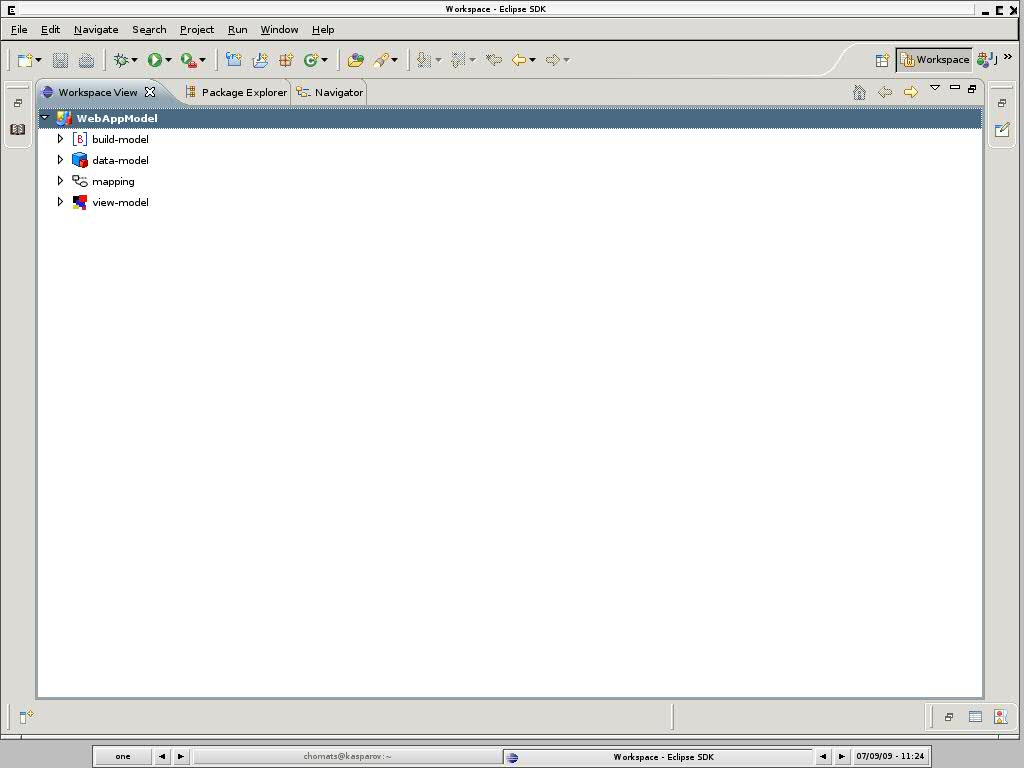 Workspace - Eclipse SDK
File Edit Navigate Search Project Run Window Help
Workspace
Workspace View Package Explorer Navigator
WebAppModel
[B] build-model
data-model
mapping
view-model
one chomats@kasparov:~ Workspace - Eclipse SDK 07/09/09 - 11:24